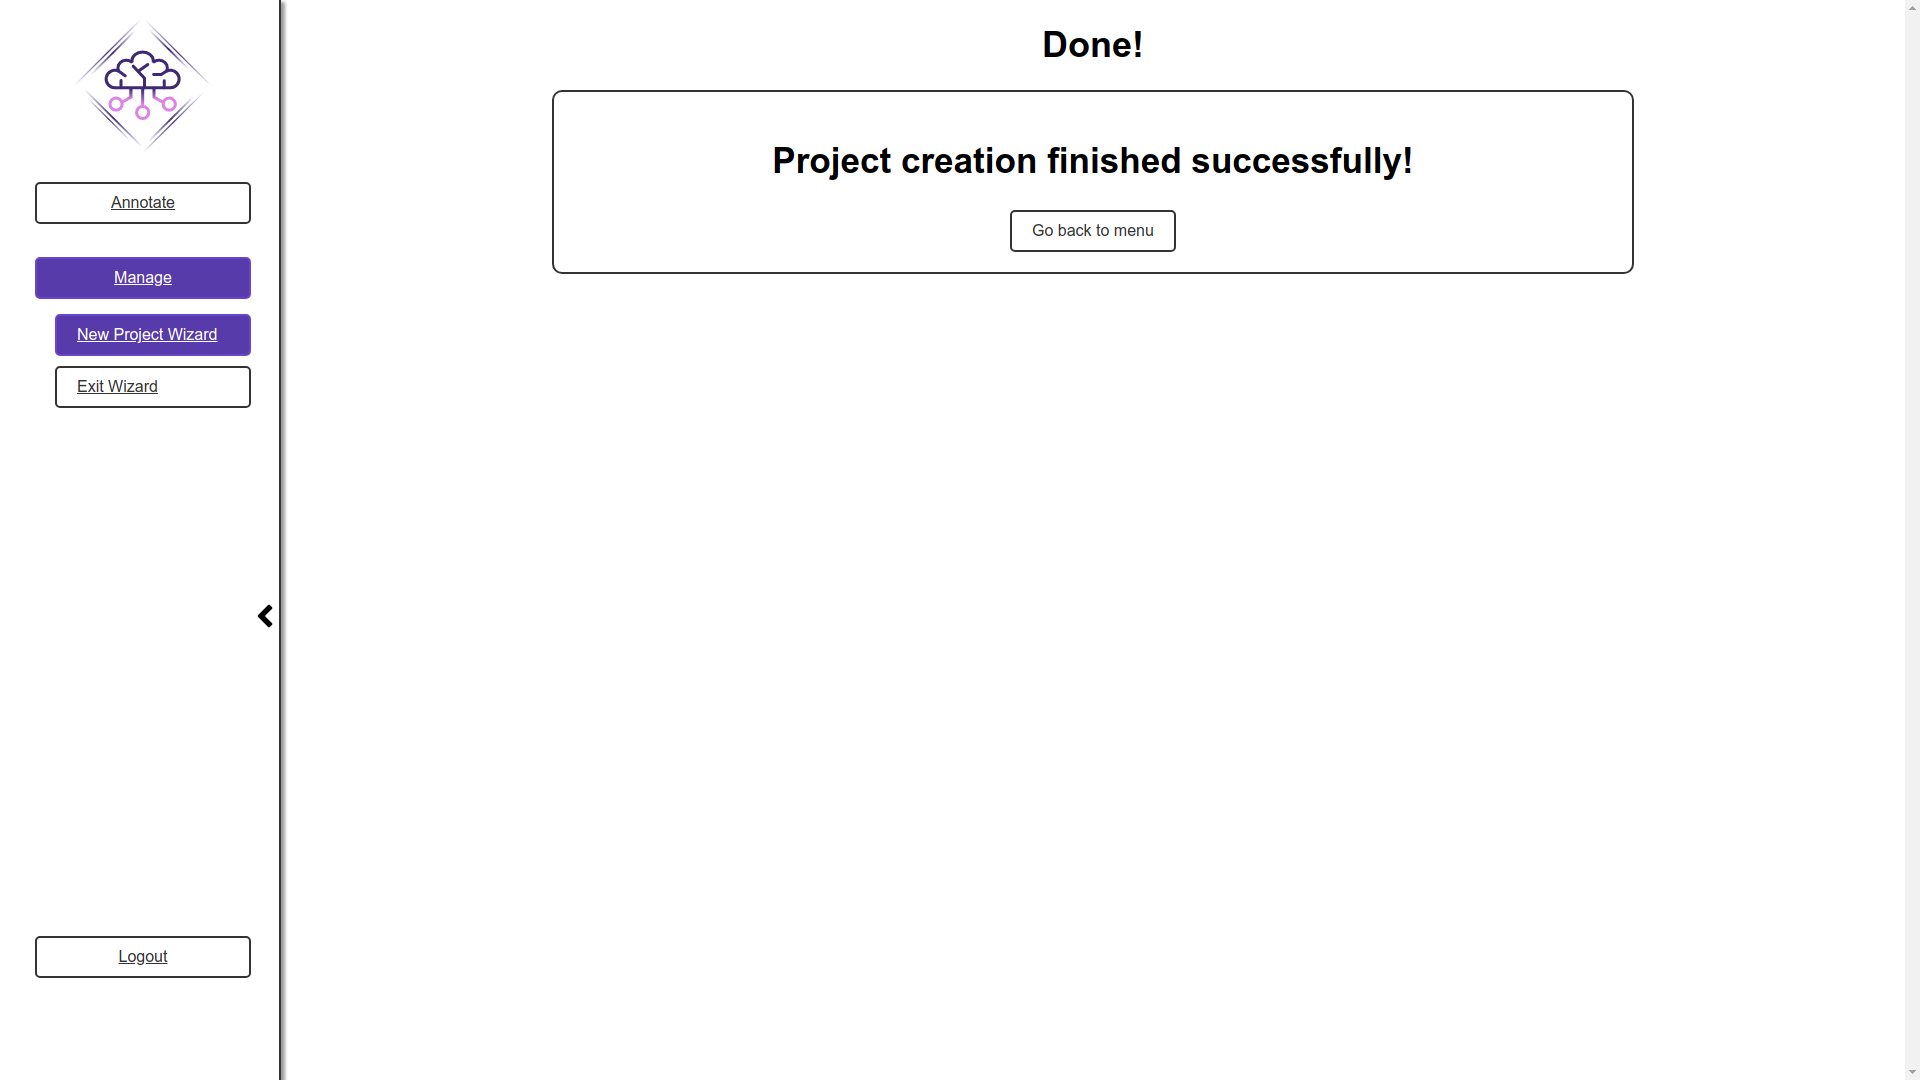 Annotate
Manage
New Project Wizard
Exit Wizard
Logout
Done!
Project creation finished successfully!
Go back to menu